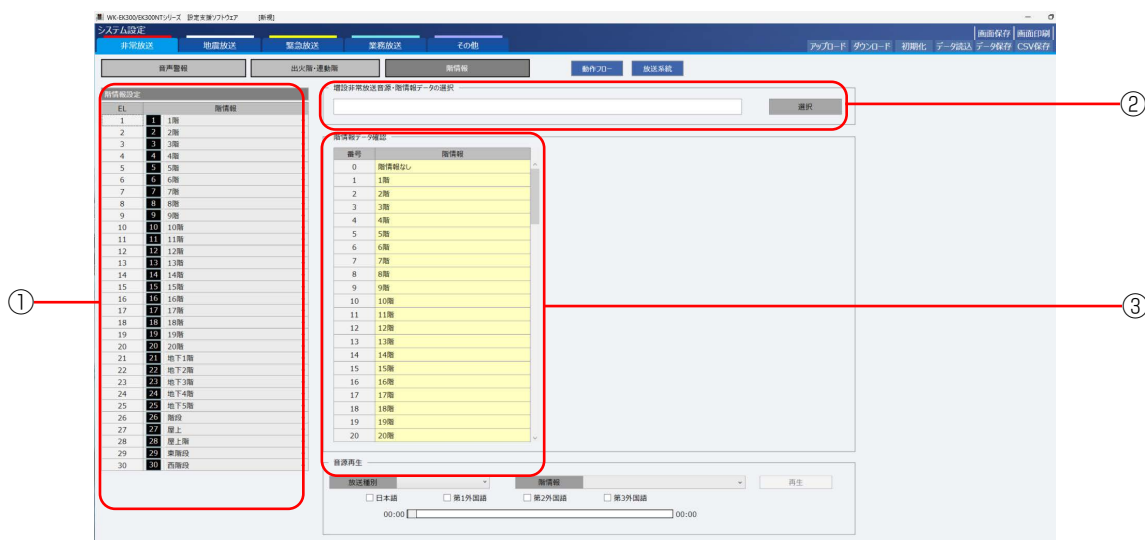 WK-EK300/EK300NTシリーズ 設定支援ソフトウェア [新規]
システム設定
画面保存 画面印刷
非常放送 地震放送 緊急放送 業務放送 その他
アップロード ダウンロード 初期化 データ読込 データ保存 CSV保存
音声警報 出火階・連動階 階情報 動作フロー 放送系統
階情報設定
EL 階情報
1 1 1階
2 2 2階
3 3 3階
4 4 4階
5 5 5階
6 6 6階
7 7 7階
8 8 8階
9 9 9階
10 10 10階
11 11 11階
12 12 12階
13 13 13階
14 14 14階
15 15 15階
16 16 16階
17 17 17階
18 18 18階
19 19 19階
20 20 20階
21 21 地下1階
22 22 地下2階
23 23 地下3階
24 24 地下4階
25 25 地下5階
26 26 階段
27 27 屋上
28 28 屋上階
29 29 東階段
30 30 西階段
①
増設非常放送音源・階情報データの選択
選択
②
階情報データ確認
番号 階情報
0 階情報なし
1 1階
2 2階
3 3階
4 4階
5 5階
6 6階
7 7階
8 8階
9 9階
10 10階
11 11階
12 12階
13 13階
14 14階
15 15階
16 16階
17 17階
18 18階
19 19階
20 20階
③
音源再生
放送種別 階情報 再生
日本語 第1外国語 第2外国語 第3外国語
00:00 00:00